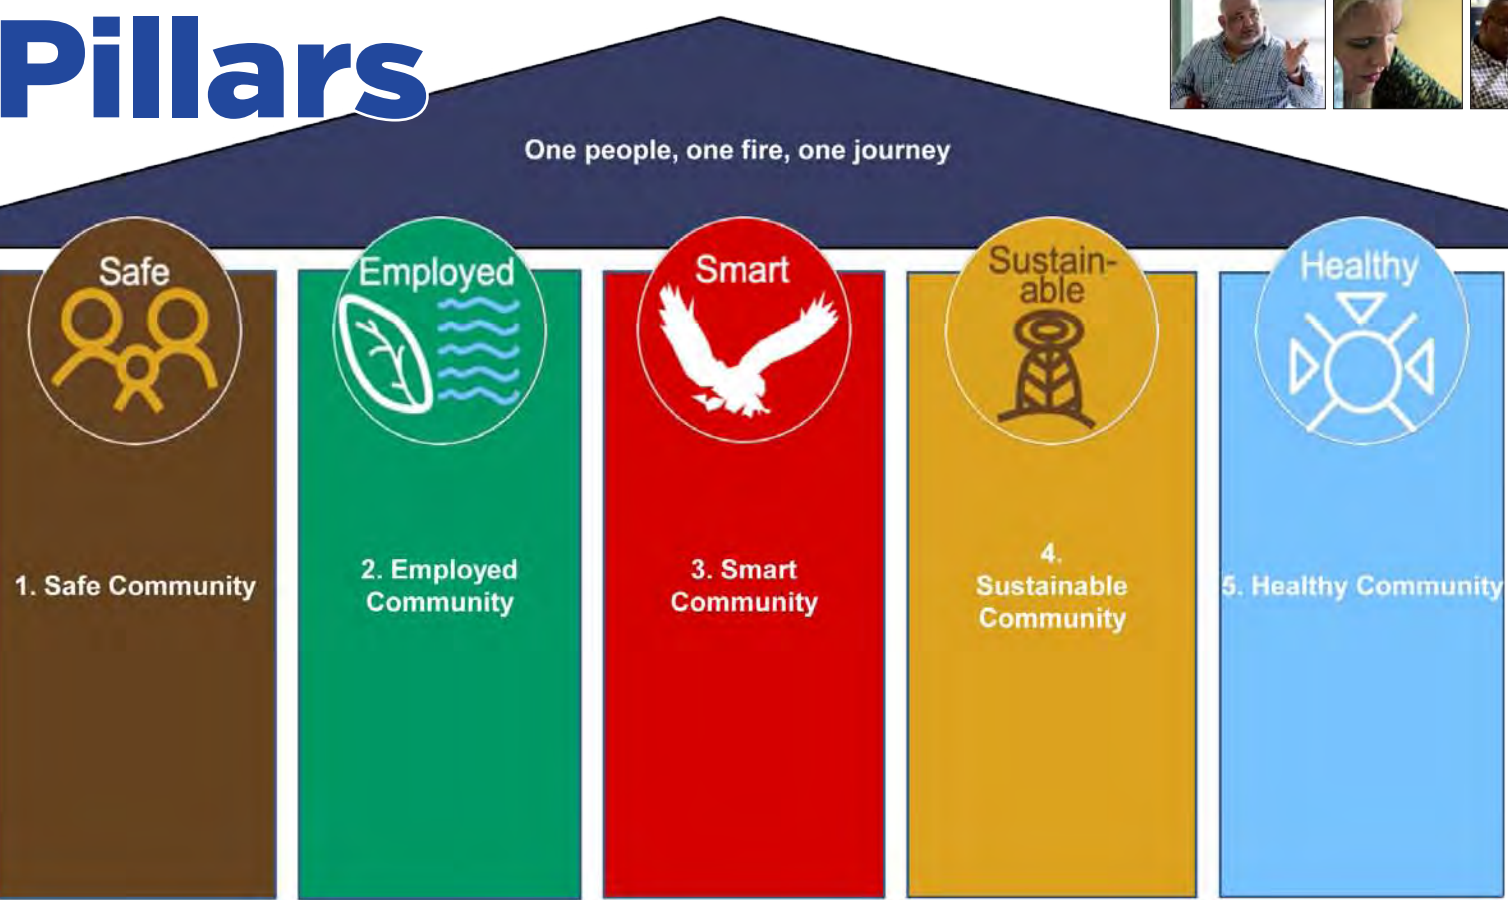 Pillars
One people, one fire, one journey
Safe
Employed
Smart
Sustain-
able
Healthy
1. Safe Community
2. Employed
Community
3. Smart
Community
4.
Sustainable
Community
5. Healthy Community